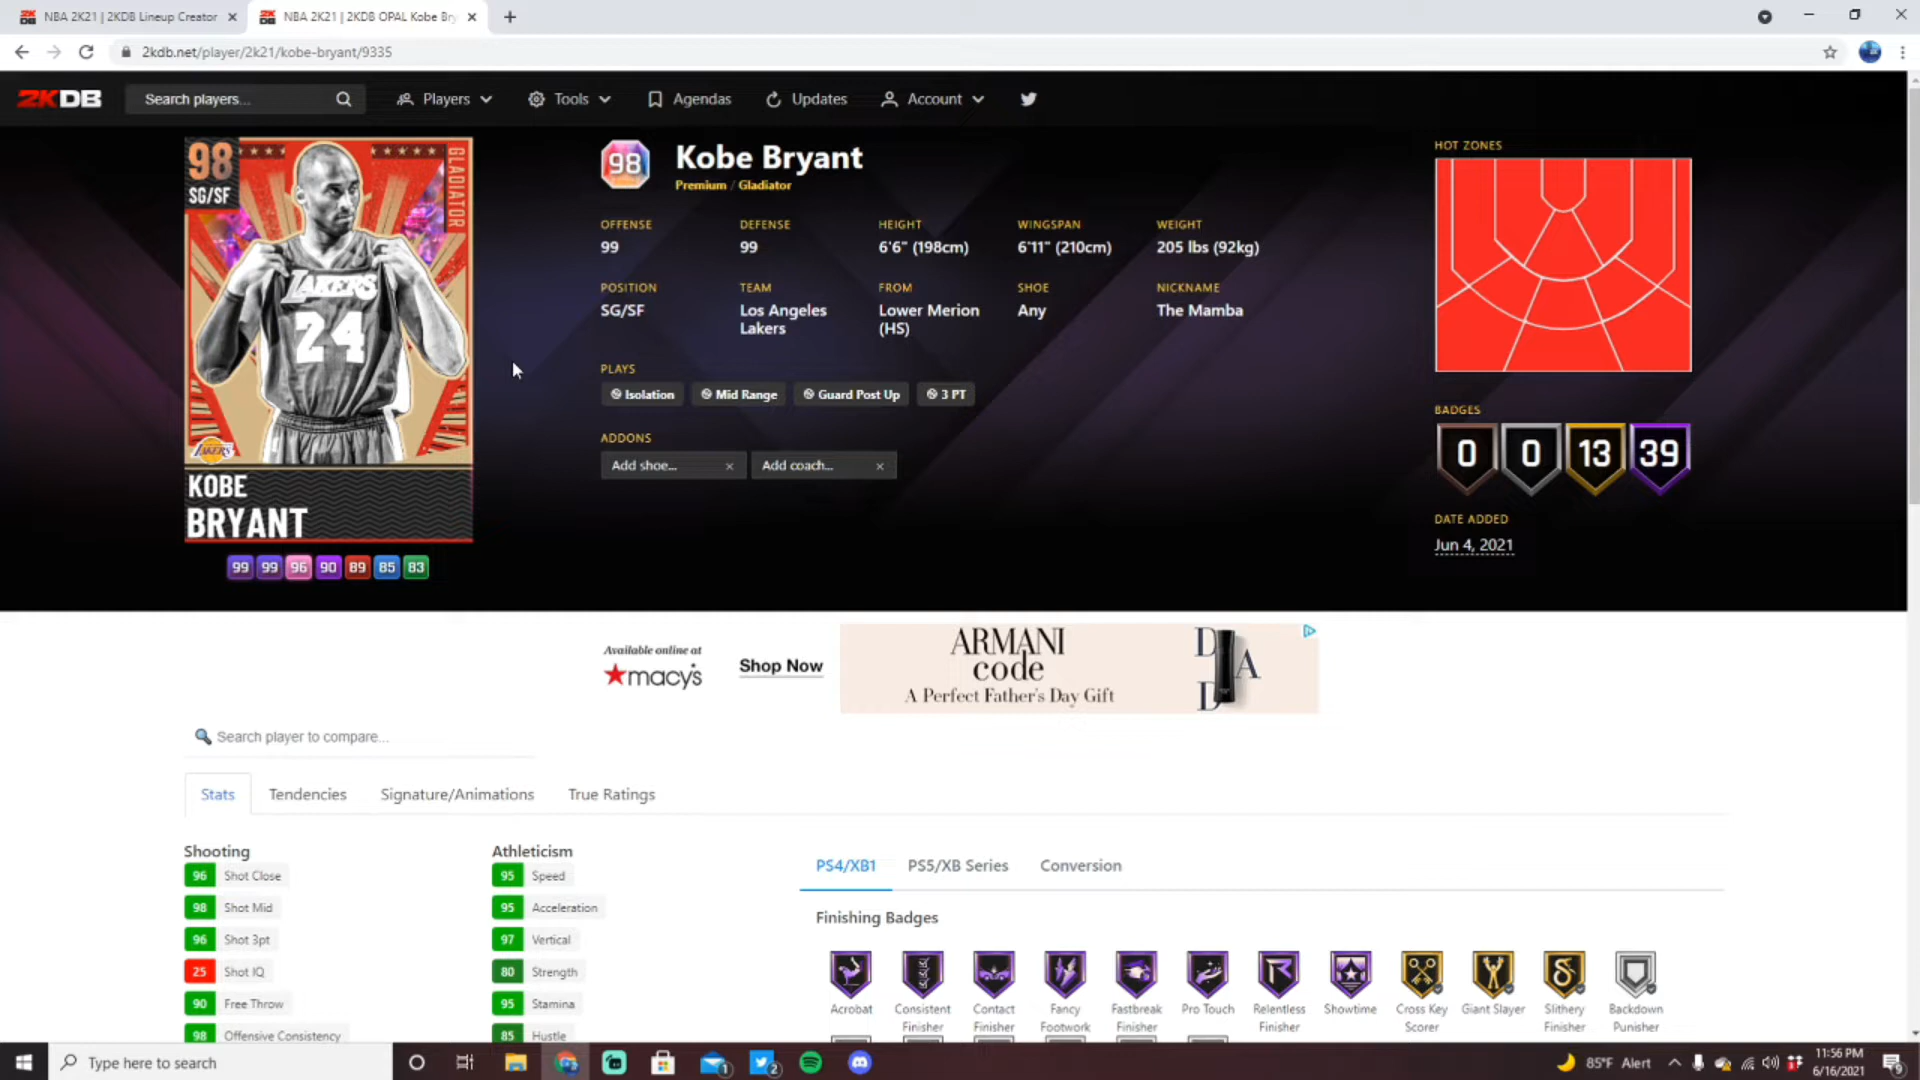 NBA 2K21 | 2KDB Lineup Creator
NBA 2K21 | 2KDB OPAL Kobe Bry
2kdb.net/player/2k21/kobe-bryant/9335
2KDB
Search players...
Players
Tools
Agendas
Updates
Account
98
SG/SF
GLADIATOR
LAKERS
24
LAKERS
KOBE
BRYANT
99 99 96 90 89 85 83
98
Kobe Bryant
Premium / Gladiator
OFFENSE
99
DEFENSE
99
HEIGHT
6'6" (198cm)
WINGSPAN
6'11" (210cm)
WEIGHT
205 lbs (92kg)
POSITION
SG/SF
TEAM
Los Angeles
Lakers
FROM
Lower Merion
(HS)
SHOE
Any
NICKNAME
The Mamba
PLAYS
Isolation
Mid Range
Guard Post Up
3 PT
ADDONS
Add shoe...
Add coach...
HOT ZONES
BADGES
0 0 13 39
DATE ADDED
Jun 4, 2021
Available online at
macy's
Shop Now
ARMANI
code
A Perfect Father's Day Gift
D
A
D
Search player to compare...
Stats
Tendencies
Signature/Animations
True Ratings
Shooting
96 Shot Close
98 Shot Mid
96 Shot 3pt
25 Shot IQ
90 Free Throw
98 Offensive Consistency
Athleticism
95 Speed
95 Acceleration
97 Vertical
80 Strength
95 Stamina
85 Hustle
PS4/XB1
PS5/XB Series
Conversion
Finishing Badges
Acrobat
Consistent
Finisher
Contact
Finisher
Fancy
Footwork
Fastbreak
Finisher
Pro Touch
Relentless
Finisher
Showtime
Cross Key
Scorer
Giant Slayer
Slithery
Finisher
Backdown
Punisher
Type here to search
1
2
85°F Alert
11:56 PM
6/16/2021